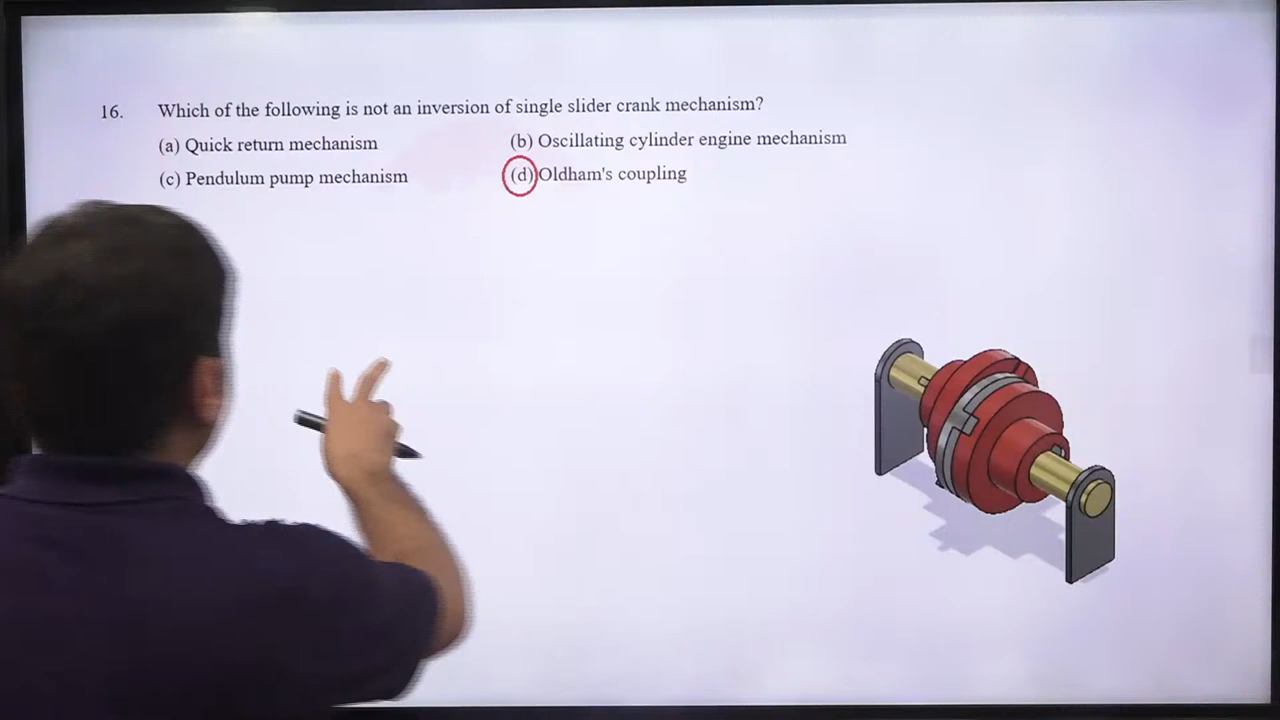 16. Which of the following is not an inversion of single slider crank mechanism?
(a) Quick return mechanism (b) Oscillating cylinder engine mechanism
(c) Pendulum pump mechanism (d) Oldham's coupling